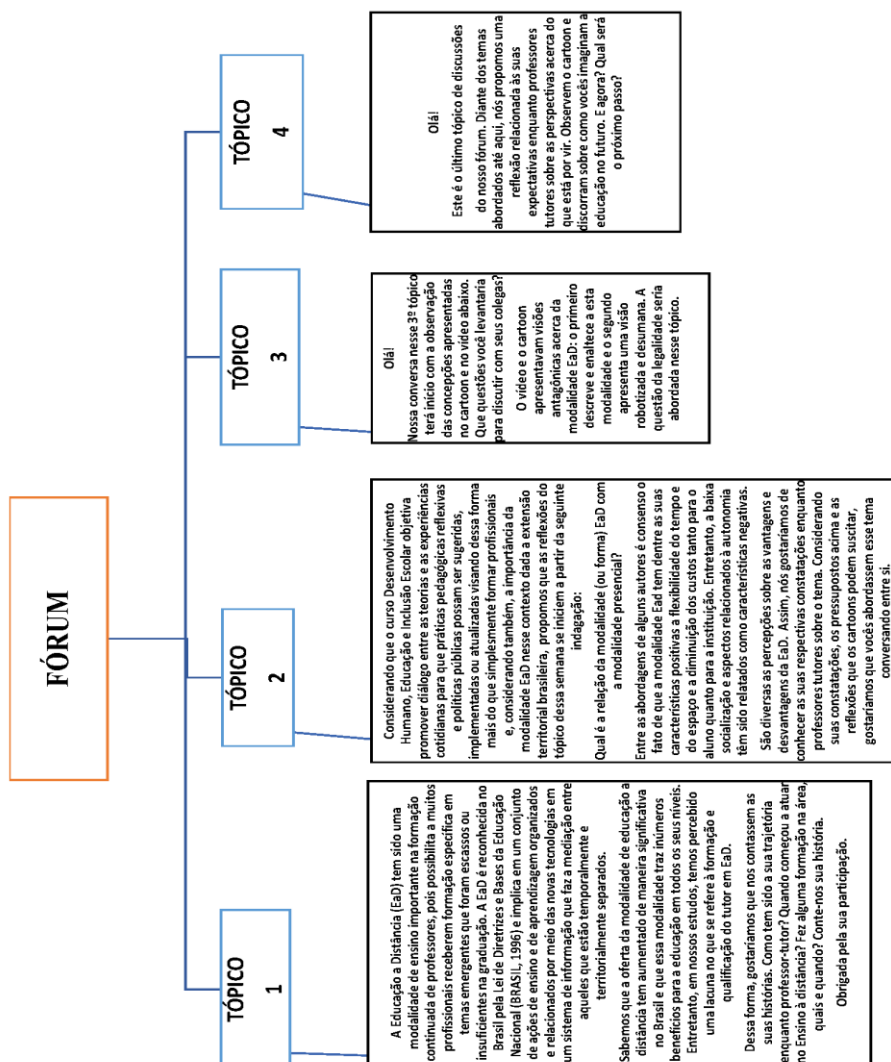 FÓRUM
TÓPICO
1
A Educação a Distância (EaD) tem sido uma
modalidade de ensino importante na formação
continuada de professores, pois possibilita a muitos
profissionais receberem formação específica em
temas emergentes que foram escassos ou
insuficientes na graduação. A EaD é reconhecida no
Brasil pela Lei de Diretrizes e Bases da Educação
Nacional (BRASIL, 1996) e implica em um conjunto
de ações de ensino e de aprendizagem organizados
e relacionados por meio das novas tecnologias em
um sistema de informação que faz a mediação entre
aqueles que estão temporalmente e
territorialmente separados.
Sabemos que a oferta da modalidade de educação a
distância tem aumentado de maneira significativa
no Brasil e que essa modalidade traz inúmeros
benefícios para a educação em todos os seus níveis.
Entretanto, em nossos estudos, temos percebido
uma lacuna no que se refere à formação e
qualificação do tutor em EaD.
Dessa forma, gostaríamos que nos contassem as
suas histórias. Como tem sido a sua trajetória
enquanto professor-tutor? Quando começou a atuar
no Ensino à distância? Fez alguma formação na área,
quais e quando? Conte-nos sua história.
Obrigada pela sua participação.
TÓPICO
2
Considerando que o curso Desenvolvimento
Humano, Educação e Inclusão Escolar objetiva
promover diálogo entre as teorias e as experiências
cotidianas para que práticas pedagógicas reflexivas
e políticas públicas possam ser sugeridas,
implementadas ou atualizadas visando dessa forma
mais do que simplesmente formar profissionais
e, considerando também, a importância da
modalidade EaD nesse contexto dada a extensão
territorial brasileira, propomos que as reflexões do
tópico dessa semana se iniciem a partir da seguinte
indagação:
Qual é a relação da modalidade (ou forma) EaD com
a modalidade presencial?
Entre as abordagens de alguns autores é consenso o
fato de que a modalidade Ead tem dentre as suas
características positivas a flexibilidade do tempo e
do espaço e a diminuição dos custos tanto para o
aluno quanto para a instituição. Entretanto, a baixa
socialização e aspectos relacionados à autonomia
têm sido relatados como características negativas.
São diversas as percepções sobre as vantagens e
desvantagens da EaD. Assim, nós gostaríamos de
conhecer as suas respectivas constatações enquanto
professores tutores sobre o tema. Considerando
suas constatações, os pressupostos acima e as
reflexões que os cartoons podem suscitar,
gostaríamos que vocês abordassem esse tema
conversando entre si.
TÓPICO
3
Olá!
Nossa conversa nesse 3º tópico
terá início com a observação
das concepções apresentadas
no cartoon e no vídeo abaixo.
Que questões você levantaria
para discutir com seus colegas?
O vídeo e o cartoon
apresentavam visões
antagônicas acerca da
modalidade EaD: o primeiro
descreve e enaltece a esta
modalidade e o segundo
apresenta uma visão
robotizada e desumana. A
questão da legalidade seria
abordada nesse tópico.
TÓPICO
4
Olá!
Este é o último tópico de discussões
do nosso fórum. Diante dos temas
abordados até aqui, nós propomos uma
reflexão relacionada às suas
expectativas enquanto professores
tutores sobre as perspectivas acerca do
que está por vir. Observem o cartoon e
discorram sobre como vocês imaginam a
educação no futuro. E agora? Qual será
o próximo passo?